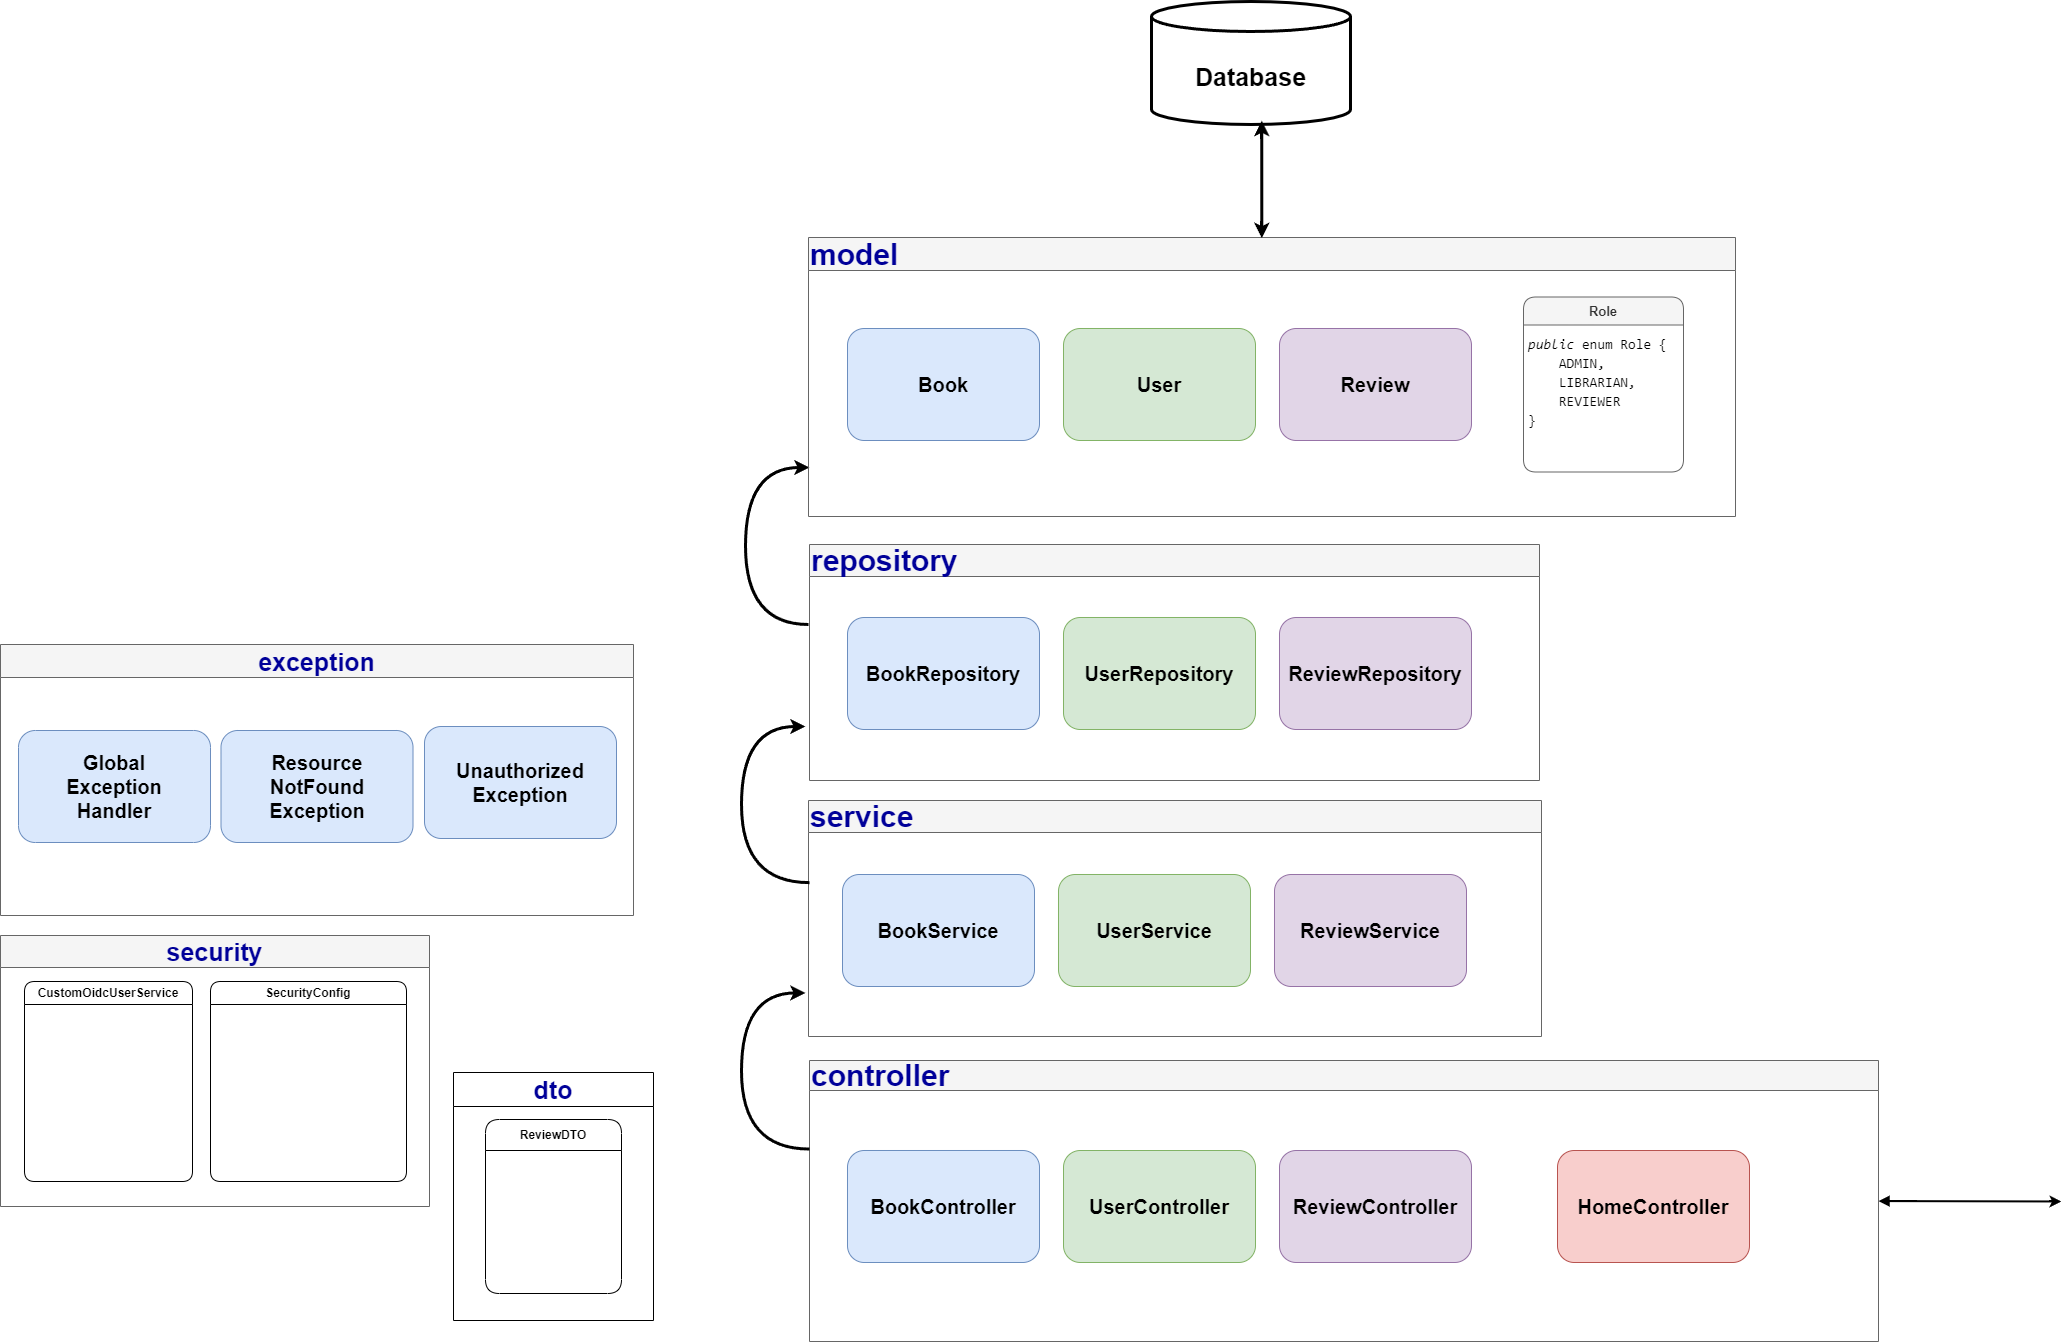 Database
model
Book
User
Review
Role
public enum Role {
    ADMIN,
    LIBRARIAN,
    REVIEWER
}
repository
BookRepository
UserRepository
ReviewRepository
exception
Global
Exception
Handler
Resource
NotFound
Exception
Unauthorized
Exception
service
BookService
UserService
ReviewService
security
CustomOidcUserService
SecurityConfig
dto
ReviewDTO
controller
BookController
UserController
ReviewController
HomeController